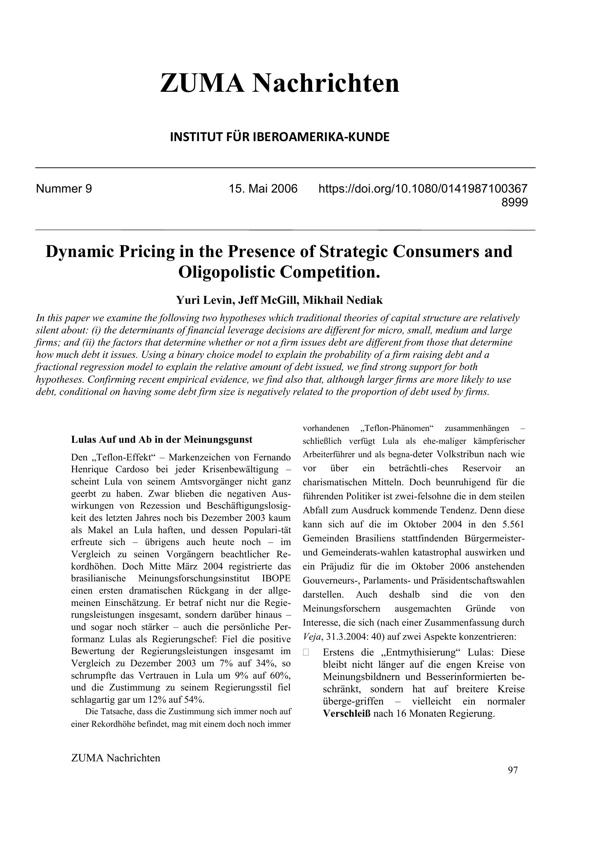 ZUMA Nachrichten
INSTITUT FÜR IBEROAMERIKA-KUNDE
Nummer 9 15. Mai 2006 https://doi.org/10.1080/0141987100367
8999
Dynamic Pricing in the Presence of Strategic Consumers and
Oligopolistic Competition.
Yuri Levin, Jeff McGill, Mikhail Nediak
In this paper we examine the following two hypotheses which traditional theories of capital structure are relatively
silent about: (i) the determinants of financial leverage decisions are different for micro, small, medium and large
firms; and (ii) the factors that determine whether or not a firm issues debt are different from those that determine
how much debt it issues. Using a binary choice model to explain the probability of a firm raising debt and a
fractional regression model to explain the relative amount of debt issued, we find strong support for both
hypotheses. Confirming recent empirical evidence, we find also that, although larger firms are more likely to use
debt, conditional on having some debt firm size is negatively related to the proportion of debt used by firms.
Lulas Auf und Ab in der Meinungsgunst
Den „Teflon-Effekt“ – Markenzeichen von Fernando
Henrique Cardoso bei jeder Krisenbewältigung –
scheint Lula von seinem Amtsvorgänger nicht ganz
geerbt zu haben. Zwar blieben die negativen Aus-
wirkungen von Rezession und Beschäftigungslosig-
keit des letzten Jahres noch bis Dezember 2003 kaum
als Makel an Lula haften, und dessen Populari-tät
erfreute sich – übrigens auch heute noch – im
Vergleich zu seinen Vorgängern beachtlicher Re-
kordhöhen. Doch Mitte März 2004 registrierte das
brasilianische Meinungsforschungsinstitut IBOPE
einen ersten dramatischen Rückgang in der allge-
meinen Einschätzung. Er betraf nicht nur die Regie-
rungsleistungen insgesamt, sondern darüber hinaus –
und sogar noch stärker – auch die persönliche Per-
formanz Lulas als Regierungschef: Fiel die positive
Bewertung der Regierungsleistungen insgesamt im
Vergleich zu Dezember 2003 um 7% auf 34%, so
schrumpfte das Vertrauen in Lula um 9% auf 60%,
und die Zustimmung zu seinem Regierungsstil fiel
schlagartig gar um 12% auf 54%.
Die Tatsache, dass die Zustimmung sich immer noch auf
einer Rekordhöhe befindet, mag mit einem doch noch immer
vorhandenen „Teflon-Phänomen“ zusammenhängen –
schließlich verfügt Lula als ehe-maliger kämpferischer
Arbeiterführer und als begna-deter Volkstribun nach wie
vor über ein beträchtli-ches Reservoir an
charismatischen Mitteln. Doch beunruhigend für die
führenden Politiker ist zwei-felsohne die in dem steilen
Abfall zum Ausdruck kommende Tendenz. Denn diese
kann sich auf die im Oktober 2004 in den 5.561
Gemeinden Brasiliens stattfindenden Bürgermeister-
und Gemeinderats-wahlen katastrophal auswirken und
ein Präjudiz für die im Oktober 2006 anstehenden
Gouverneurs-, Parlaments- und Präsidentschaftswahlen
darstellen. Auch deshalb sind die von den
Meinungsforschern ausgemachten Gründe von
Interesse, die sich (nach einer Zusammenfassung durch
Veja, 31.3.2004: 40) auf zwei Aspekte konzentrieren:
Erstens die „Entmythisierung“ Lulas: Diese
bleibt nicht länger auf die engen Kreise von
Meinungsbildnern und Besserinformierten be-
schränkt, sondern hat auf breitere Kreise
überge-griffen – vielleicht ein normaler
Verschleiß nach 16 Monaten Regierung.
ZUMA Nachrichten
97